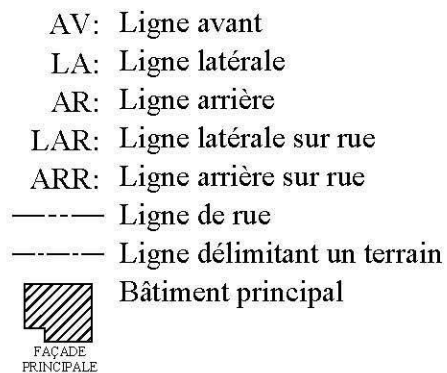 AV: Ligne avant
LA: Ligne latérale
AR: Ligne arrière
LAR: Ligne latérale sur rue
ARR: Ligne arrière sur rue
Ligne de rue
Ligne délimitant un terrain
Bâtiment principal
FAÇADE
PRINCIPALE